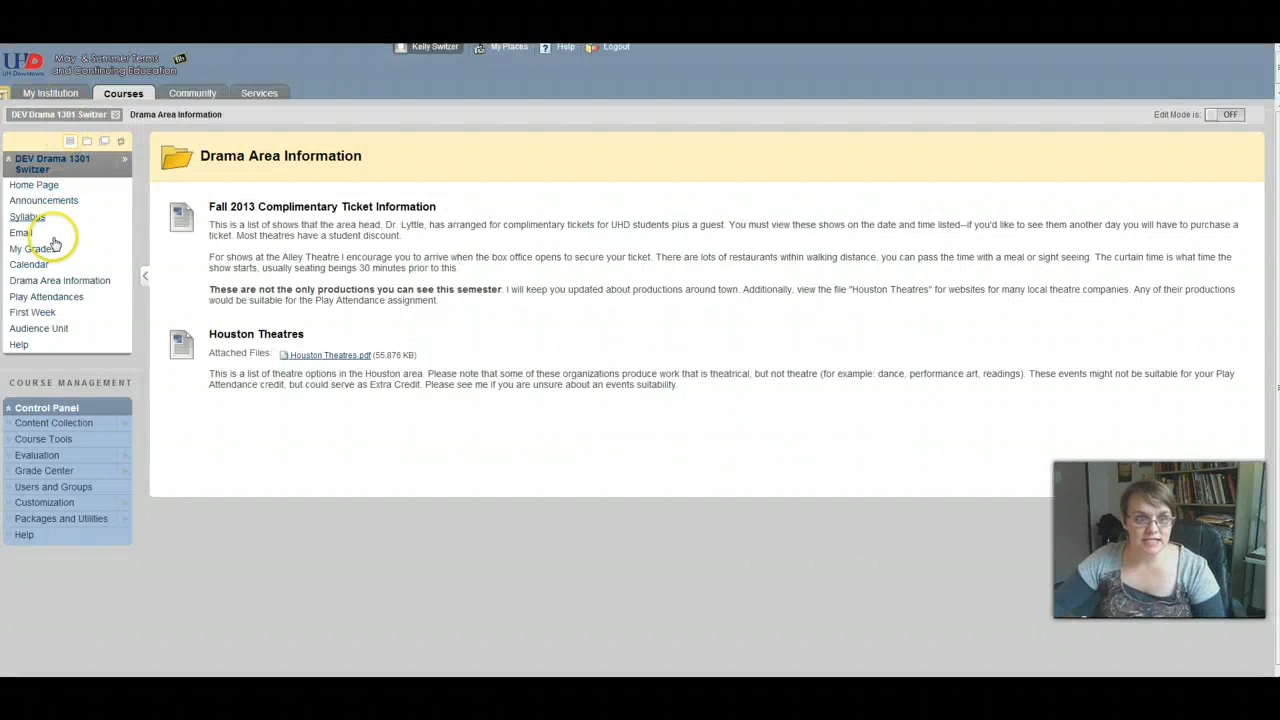 Kelly Switzer My Places ? Help Logout
UHD May & Summer Terms
UH-Downtown and Continuing Education
My Institution Courses Community Services
DEV Drama 1301 Switzer Drama Area Information Edit Mode is: OFF
DEV Drama 1301
Switzer
Home Page
Announcements
Syllabus
Email
My Grades
Calendar
Drama Area Information
Play Attendances
First Week
Audience Unit
Help
COURSE MANAGEMENT
Control Panel
Content Collection
Course Tools
Evaluation
Grade Center
Users and Groups
Customization
Packages and Utilities
Help
Drama Area Information
Fall 2013 Complimentary Ticket Information
This is a list of shows that the area head, Dr. Lyttle, has arranged for complimentary tickets for UHD students plus a guest. You must view these shows on the date and time listed--if you'd like to see them another day you will have to purchase a
ticket. Most theatres have a student discount.
For shows at the Alley Theatre I encourage you to arrive when the box office opens to secure your ticket. There are lots of restaurants within walking distance, you can pass the time with a meal or sight seeing. The curtain time is what time the
show starts, usually seating beings 30 minutes prior to this.
These are not the only productions you can see this semester. I will keep you updated about productions around town. Additionally, view the file "Houston Theatres" for websites for many local theatre companies. Any of their productions
would be suitable for the Play Attendance assignment.
Houston Theatres
Attached Files: Houston Theatres.pdf (55.876 KB)
This is a list of theatre options in the Houston area. Please note that some of these organizations produce work that is theatrical, but not theatre (for example: dance, performance art, readings). These events might not be suitable for your Play
Attendance credit, but could serve as Extra Credit. Please see me if you are unsure about an events suitability.